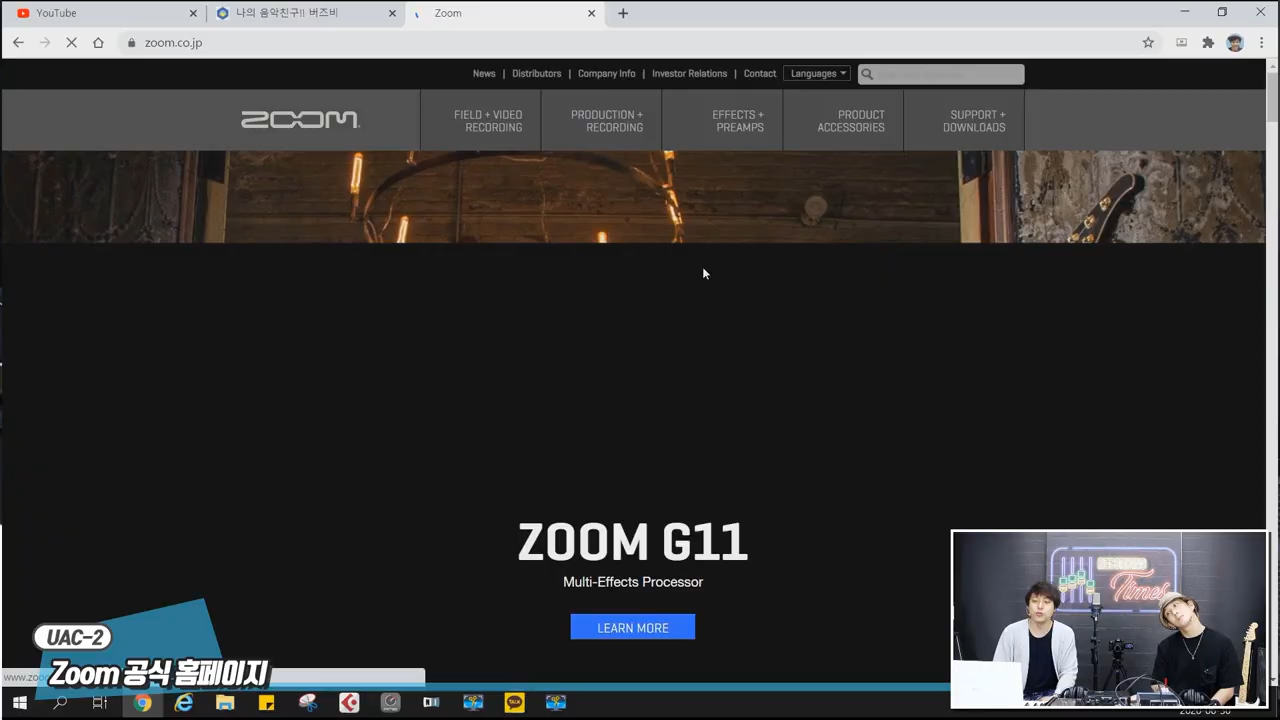 YouTube
나의 음악친구!! 버즈비
Zoom
zoom.co.jp
News | Distributors | Company Info | Investor Relations | Contact
Languages
ZOOM
FIELD + VIDEO
RECORDING
PRODUCTION +
RECORDING
EFFECTS +
PREAMPS
PRODUCT
ACCESSORIES
SUPPORT +
DOWNLOADS
ZOOM G11
Multi-Effects Processor
LEARN MORE
Times
UAC-2
Zoom 공식 홈페이지
TALK